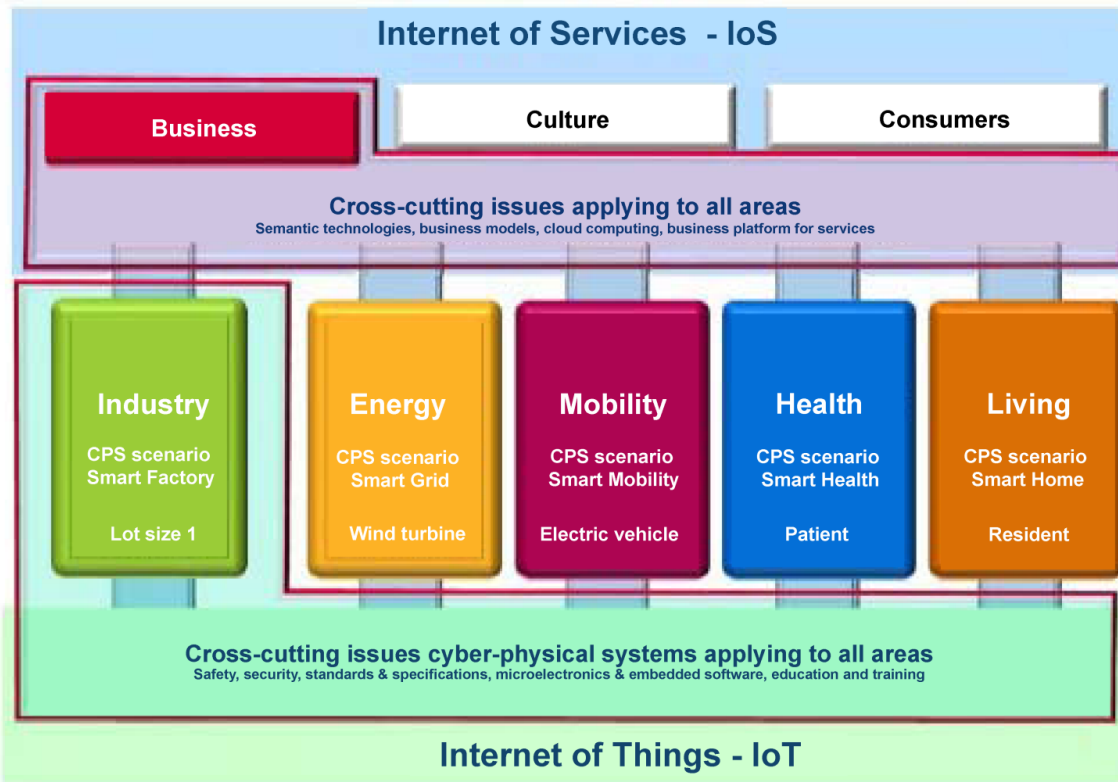 Internet of Services - IoS
Business
Culture
Consumers
Cross-cutting issues applying to all areas
Semantic technologies, business models, cloud computing, business platform for services
Industry
CPS scenario
Smart Factory
Lot size 1
Energy
CPS scenario
Smart Grid
Wind turbine
Mobility
CPS scenario
Smart Mobility
Electric vehicle
Health
CPS scenario
Smart Health
Patient
Living
CPS scenario
Smart Home
Resident
Cross-cutting issues cyber-physical systems applying to all areas
Safety, security, standards & specifications, microelectronics & embedded software, education and training
Internet of Things - IoT